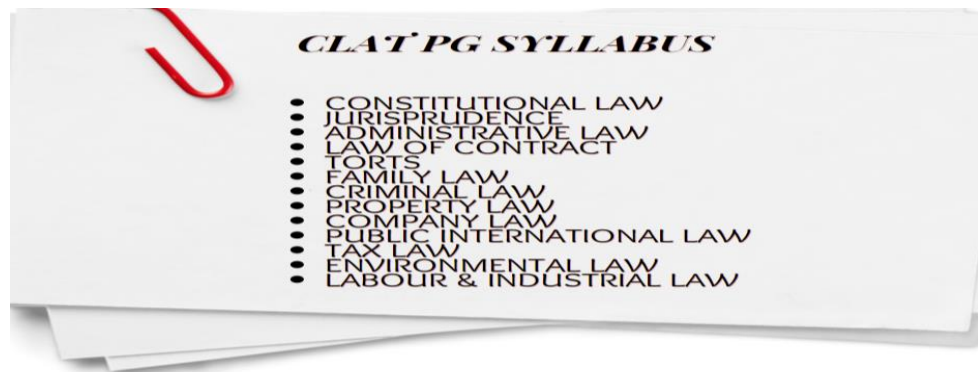 CLAT PG SYLLABUS
• CONSTITUTIONAL LAW
• JURISPRUDENCE
• ADMINISTRATIVE LAW
• LAW OF CONTRACT
• TORTS
• FAMILY LAW
• CRIMINAL LAW
• PROPERTY LAW
• COMPANY LAW
• PUBLIC INTERNATIONAL LAW
• TAX LAW
• ENVIRONMENTAL LAW
• LABOUR & INDUSTRIAL LAW